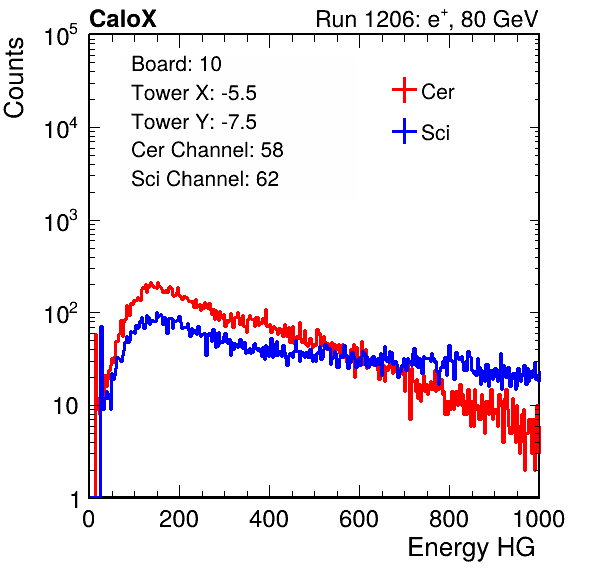 CaloX Run 1206: e⁺, 80 GeV
Counts
10⁵
10⁴
10³
10²
10
1
Board: 10
Tower X: -5.5
Tower Y: -7.5
Cer Channel: 58
Sci Channel: 62
Cer
Sci
0 200 400 600 800 1000
Energy HG